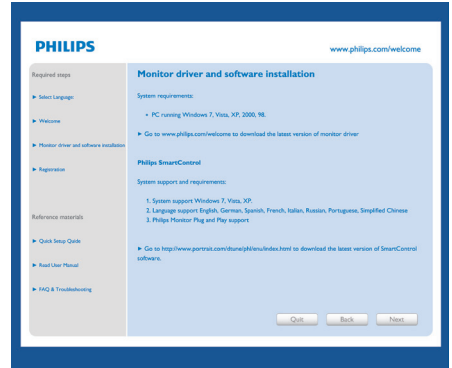 PHILIPS
www.philips.com/welcome
Required steps
► Select Language:
► Welcome
► Monitor driver and software installation
► Registration
Reference materials
► Quick Setup Guide
► Read User Manual
► FAQ & Troubleshooting
Monitor driver and software installation
System requirements:
• PC running Windows 7, Vista, XP, 2000, 98.
► Go to www.philips.com/welcome to download the latest version of monitor driver
Philips SmartControl
System support and requirements:
1. System support Windows 7, Vista, XP.
2. Language support English, German, Spanish, French, Italian, Russian, Portuguese, Simplified Chinese
3. Philips Monitor Plug and Play support
► Go to http://www.portrait.com/dtune/phl/enu/index.html to download the latest version of SmartControl
software.
Quit
Back
Next